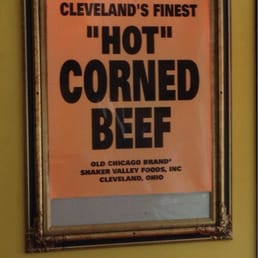 CLEVELAND'S FINEST
"HOT"
CORNED
BEEF
OLD CHICAGO BRAND®
SHAKER VALLEY FOODS, INC
CLEVELAND, OHIO